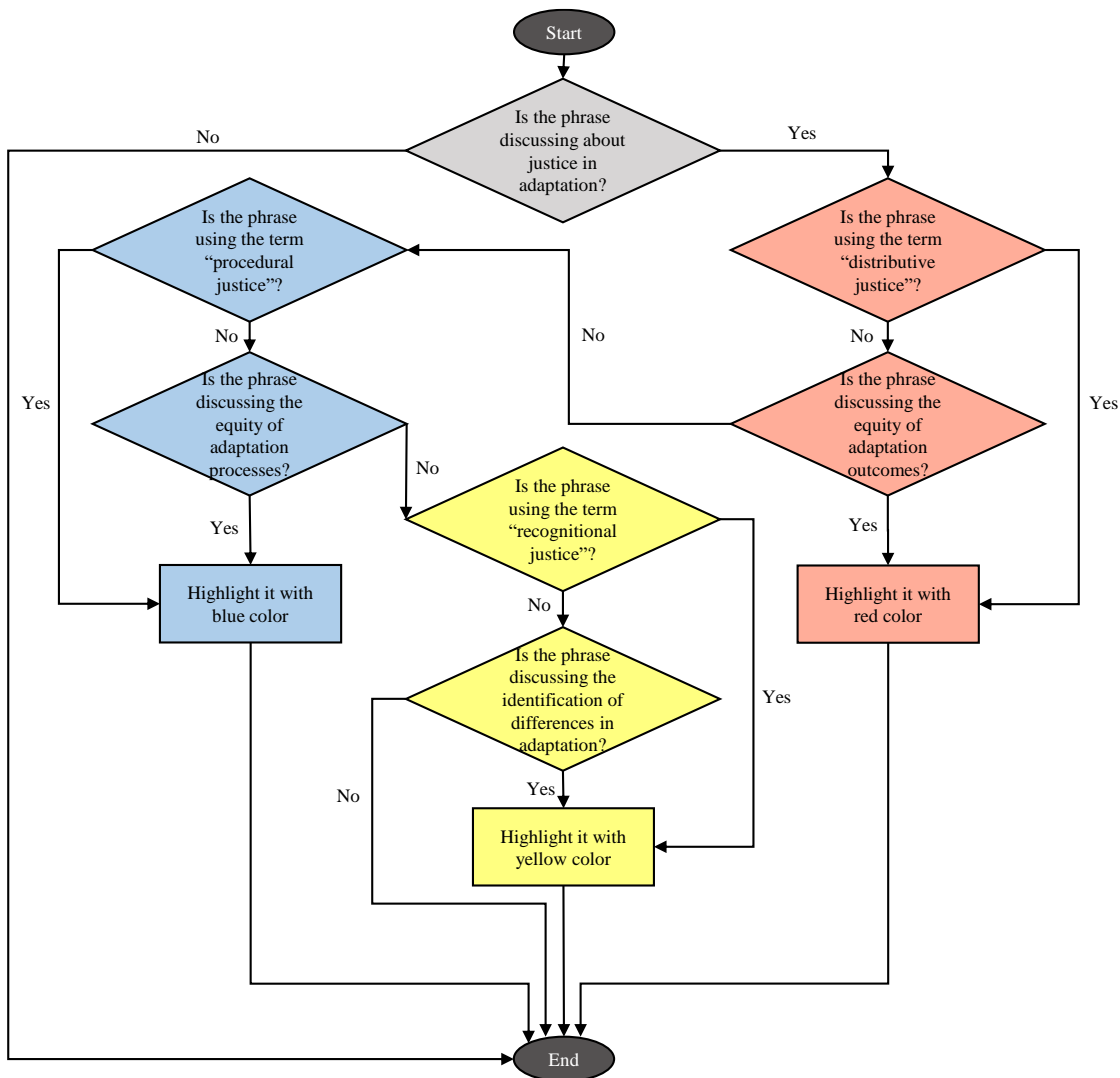 Start
Is the phrase
discussing about
justice in
adaptation?
No
Yes
Is the phrase
using the term
“procedural
justice”?
Is the phrase
using the term
“distributive
justice”?
No
No
No
Is the phrase
discussing the
equity of
adaptation
processes?
Is the phrase
discussing the
equity of
adaptation
outcomes?
Yes
Yes
No
Is the phrase
using the term
“recognitional
justice”?
Yes
Yes
Highlight it with
blue color
Highlight it with
red color
No
Is the phrase
discussing the
identification of
differences in
adaptation?
Yes
No
Yes
Highlight it with
yellow color
End